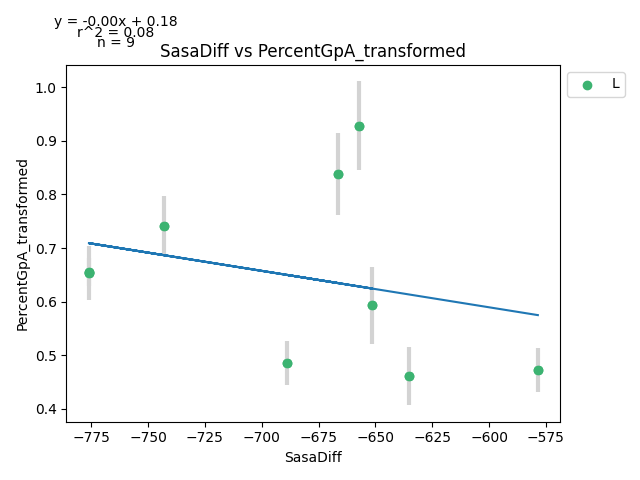 y = -0.00x + 0.18
r^2 = 0.08
n = 9
SasaDiff vs PercentGpA_transformed
L
PercentGpA_transformed
1.0
0.9
0.8
0.7
0.6
0.5
0.4
−775 −750 −725 −700 −675 −650 −625 −600 −575
SasaDiff